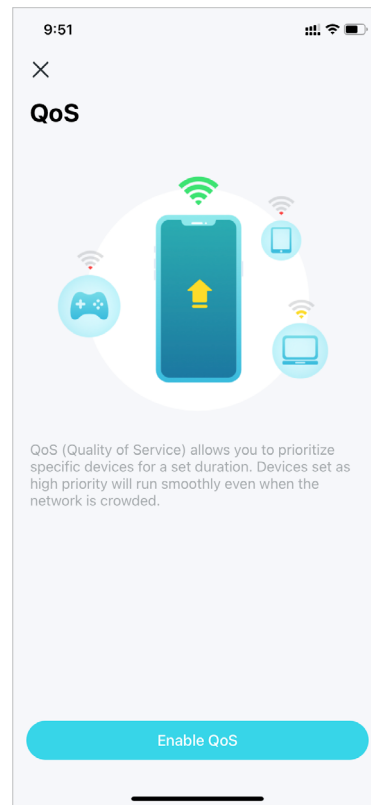 9:51
QoS
QoS (Quality of Service) allows you to prioritize
specific devices for a set duration. Devices set as
high priority will run smoothly even when the
network is crowded.
Enable QoS